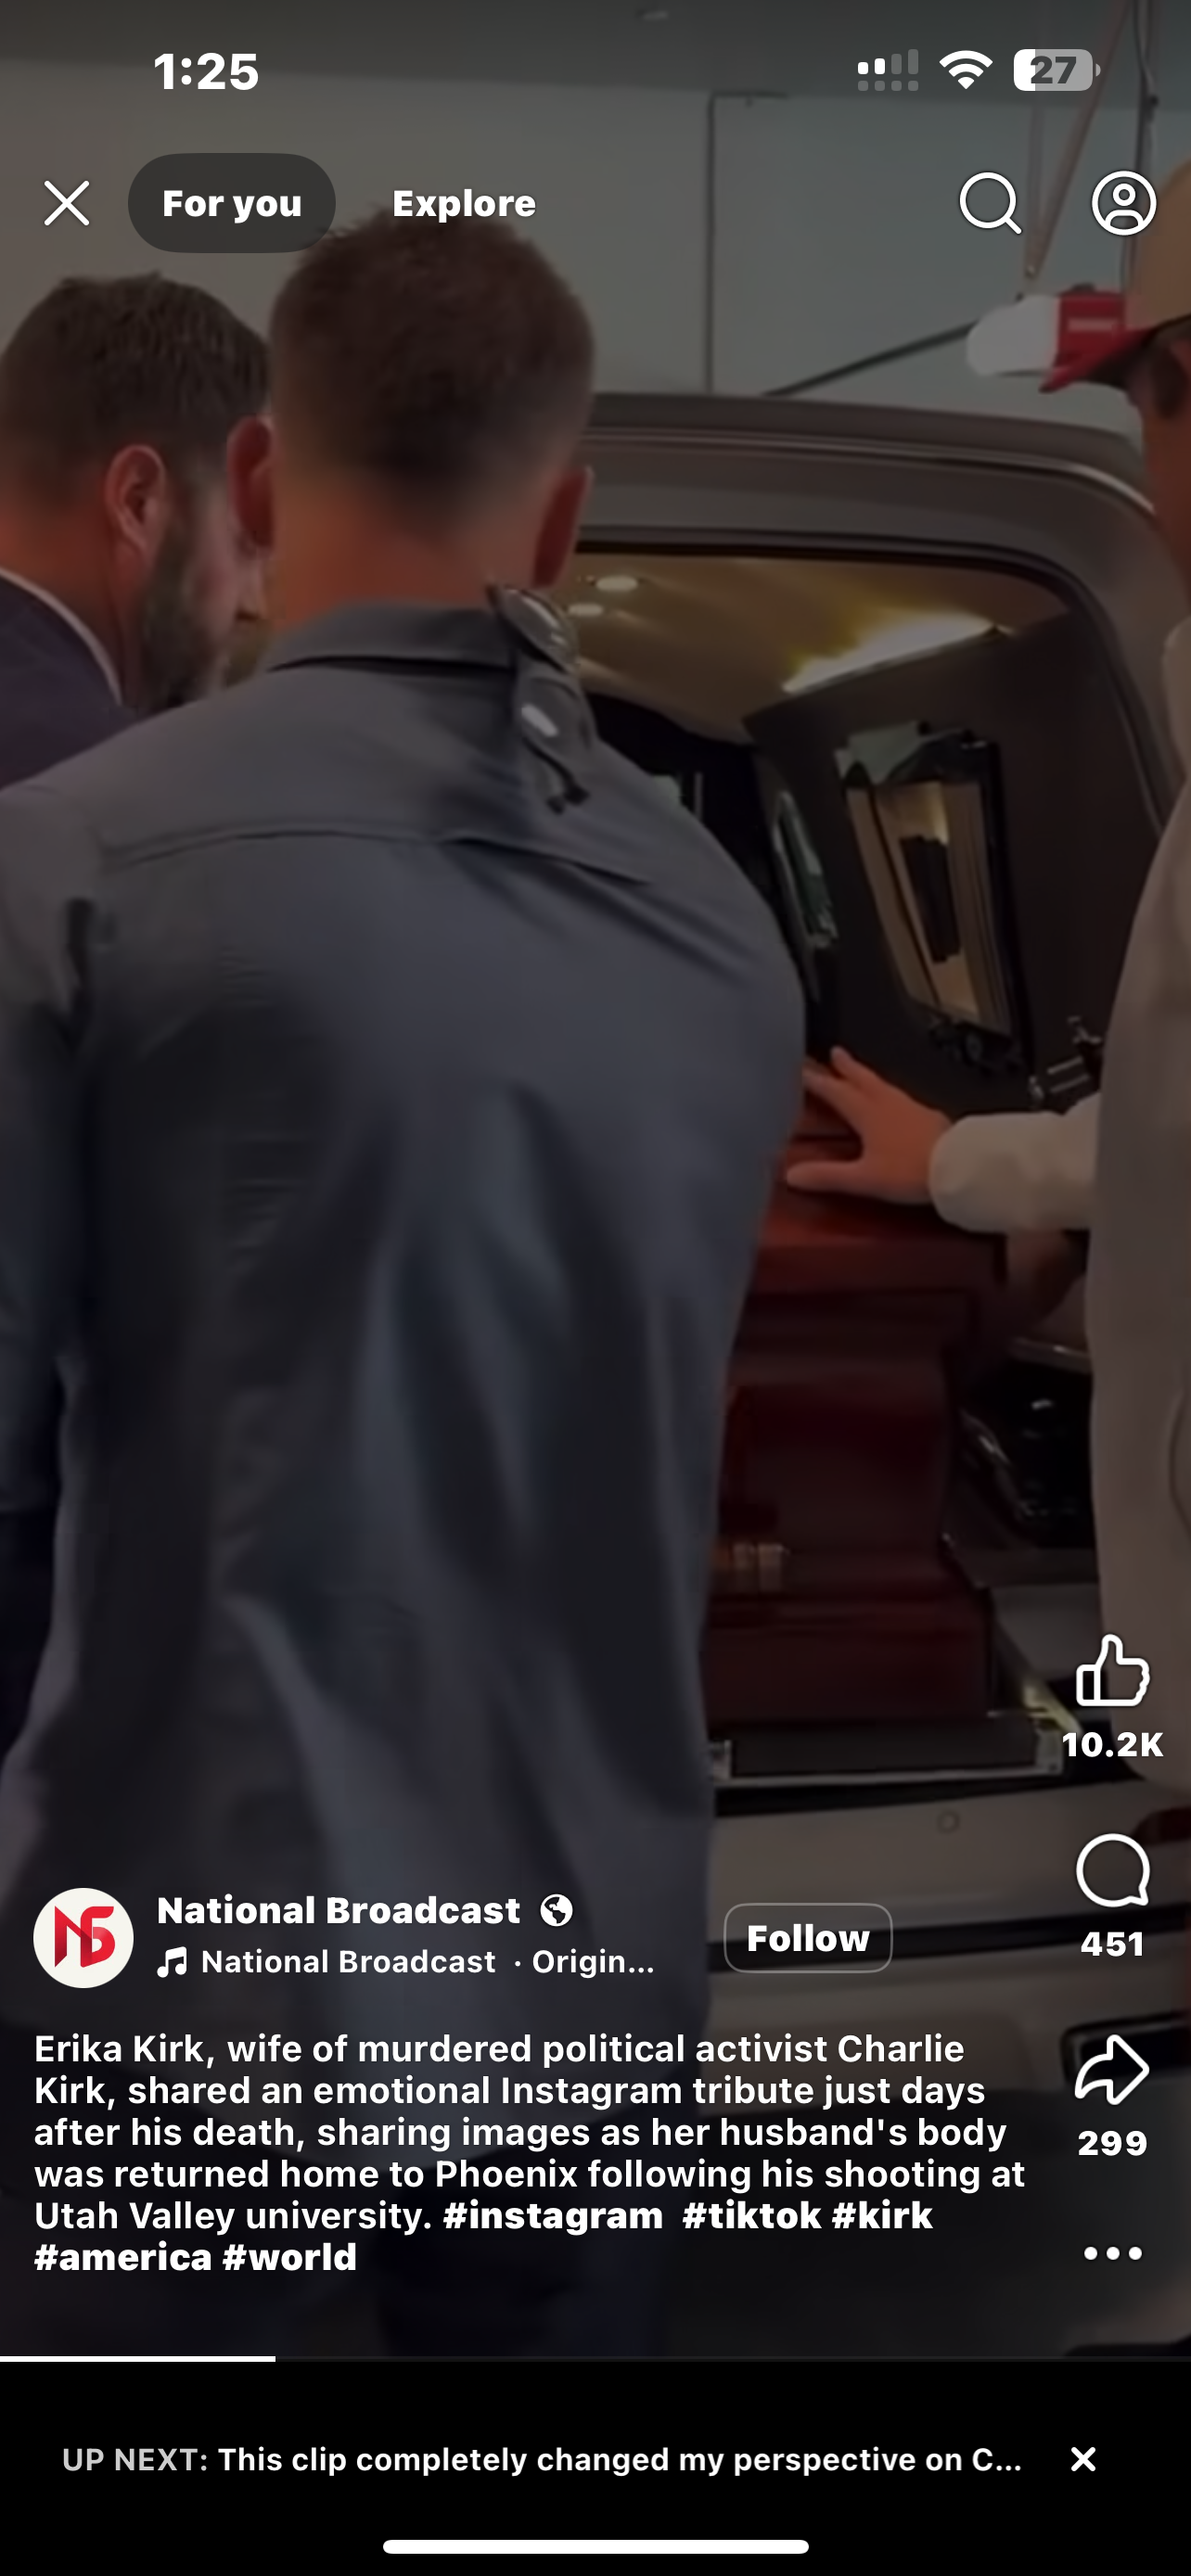 1:25
27
For you
Explore
10.2K
National Broadcast
National Broadcast · Origin...
Follow
451
Erika Kirk, wife of murdered political activist Charlie
Kirk, shared an emotional Instagram tribute just days
after his death, sharing images as her husband's body
was returned home to Phoenix following his shooting at
Utah Valley university. #instagram #tiktok #kirk
#america #world
299
UP NEXT: This clip completely changed my perspective on C...